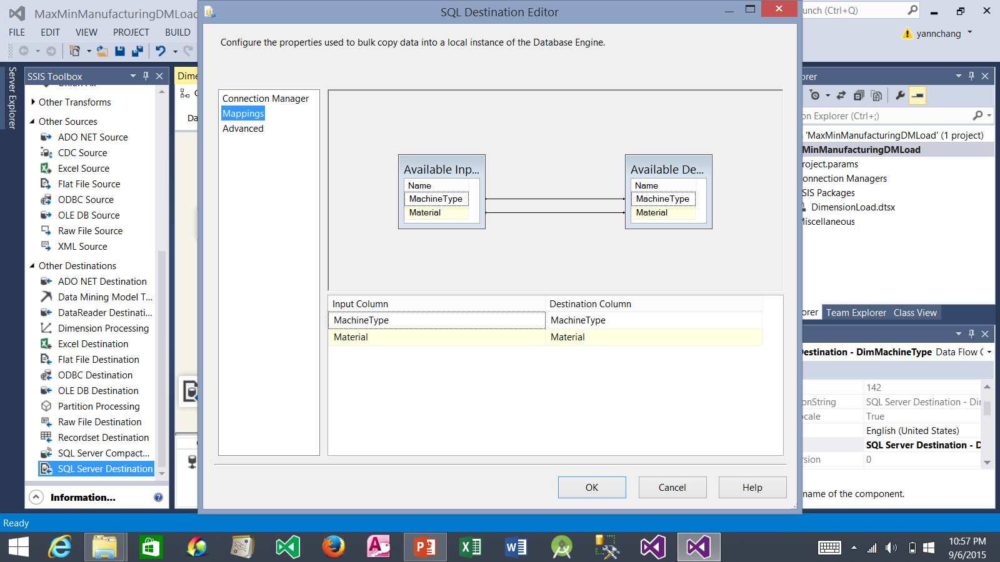 MaxMinManufacturingDMLoad
SQL Destination Editor
unch (Ctrl+Q)
FILE EDIT VIEW PROJECT BUILD
yannchang
Configure the properties used to bulk copy data into a local instance of the Database Engine.
Server Explorer
SSIS Toolbox
Union All
Other Transforms
Other Sources
ADO NET Source
CDC Source
Excel Source
Flat File Source
ODBC Source
OLE DB Source
Raw File Source
XML Source
Other Destinations
ADO NET Destination
Data Mining Model T...
DataReader Destinati...
Dimension Processing
Excel Destination
Flat File Destination
ODBC Destination
OLE DB Destination
Partition Processing
Raw File Destination
Recordset Destination
SQL Server Compact...
SQL Server Destination
Information...
Dime
Da
Connection Manager
Mappings
Advanced
Available Inp...
Name
MachineType
Material
Available De...
Name
MachineType
Material
Input Column Destination Column
MachineType MachineType
Material Material
OK Cancel Help
orer
on Explorer (Ctrl+;)
'MaxMinManufacturingDMLoad' (1 project)
MinManufacturingDMLoad
roject.params
onnection Managers
SIS Packages
DimensionLoad.dtsx
Miscellaneous
orer Team Explorer Class View
Destination - DimMachineType Data Flow C
142
onString SQL Server Destination - Di
cale True
English (United States)
SQL Server Destination - D
rsion 0
name of the component.
Ready
10:57 PM
9/6/2015